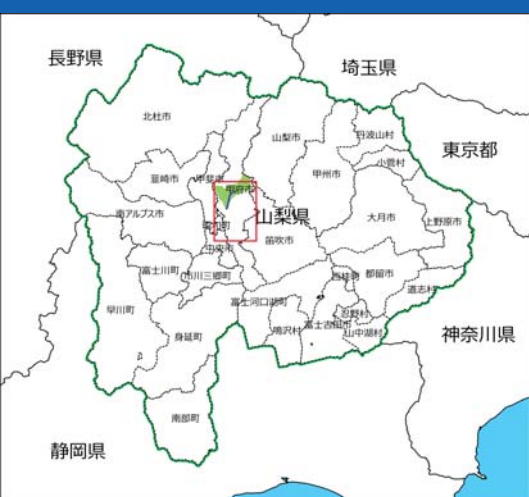 長野県
埼玉県
北杜市
山梨市
丹波山村
小菅村
東京都
韮崎市
甲斐市
甲府市
甲州市
南アルプス市
山梨県
大月市
上野原市
昭和町
笛吹市
中央市
富士川町
市川三郷町
西桂町
都留市
道志村
早川町
富士河口湖町
鳴沢村
富士吉田市
忍野村
山中湖村
身延町
神奈川県
南部町
静岡県